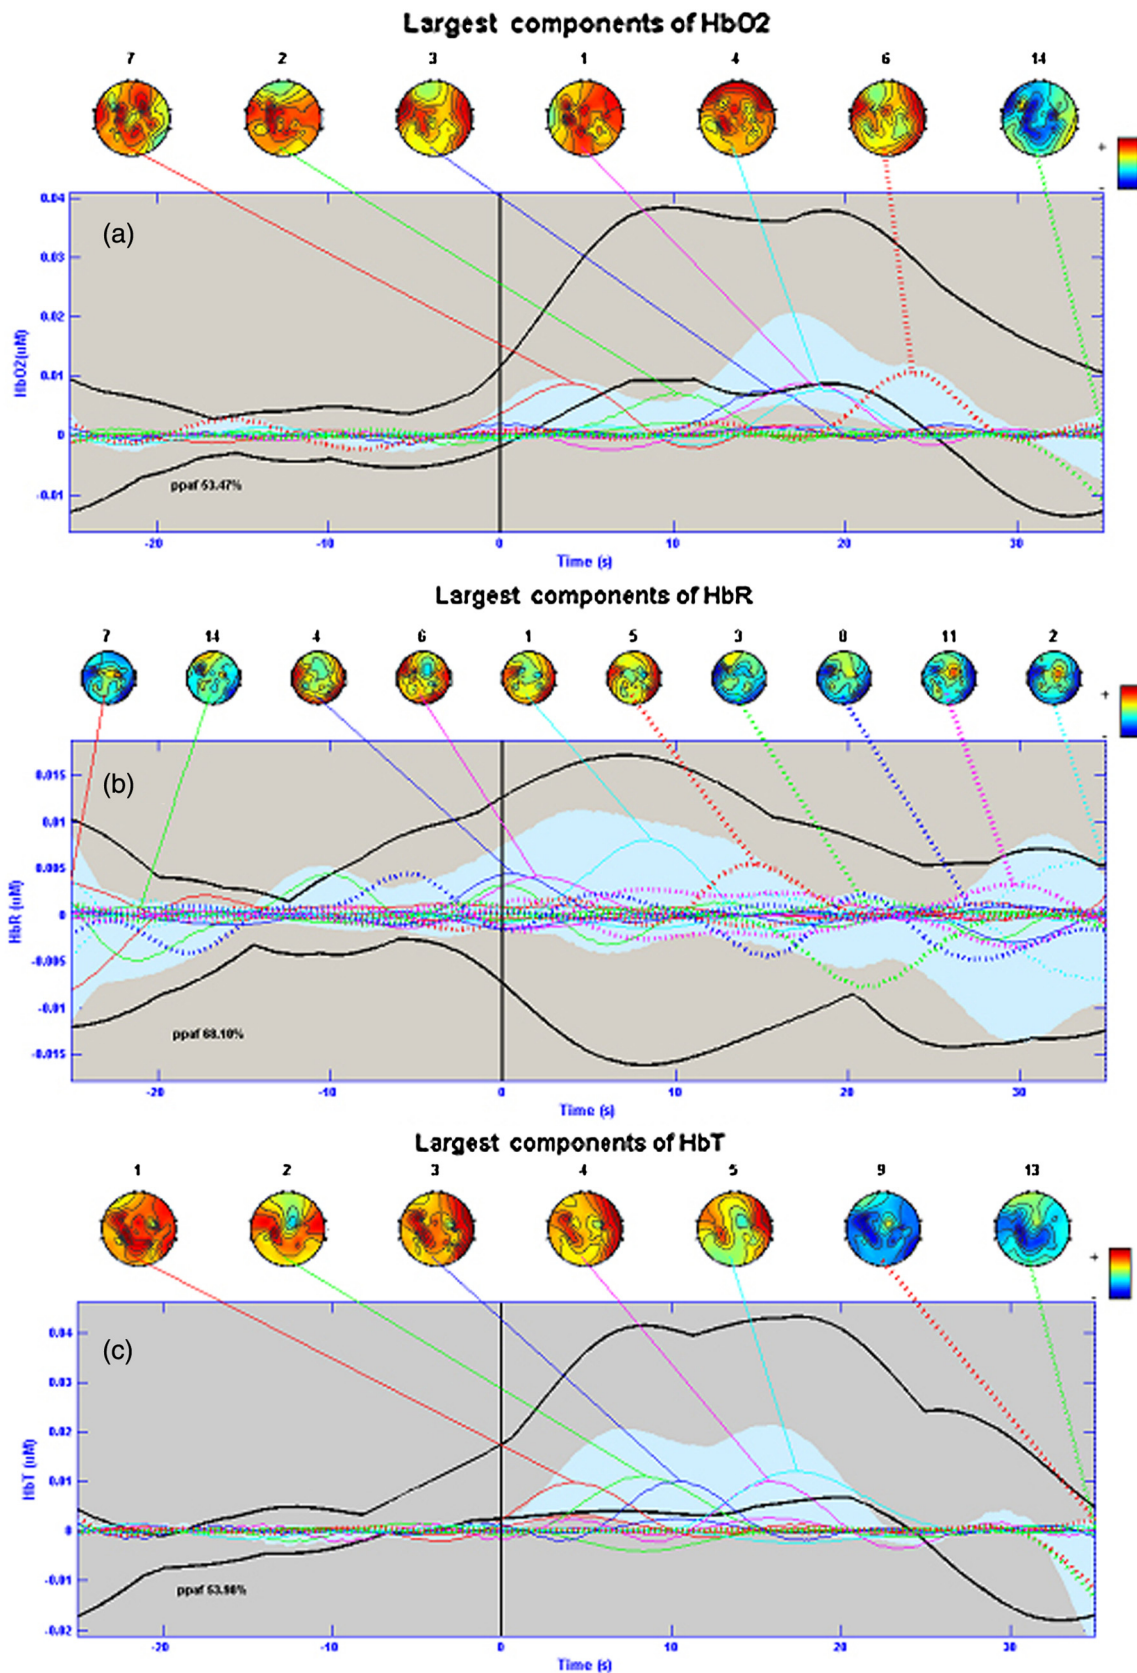 Largest components of HbO2
7 2 3 1 4 6 14
+
-
(a)
0.04
0.03
0.02
0.01
0
-0.01
HbO2(uM)
ppaf 53.47%
-20 -10 0 10 20 30
Time (s)
Largest components of HbR
7 14 4 6 1 5 3 8 11 2
+
-
(b)
0.015
0.01
0.005
0
-0.005
-0.01
-0.015
HbR (uM)
ppaf 68.10%
-20 -10 0 10 20 30
Time (s)
Largest components of HbT
1 2 3 4 5 9 13
+
-
(c)
0.04
0.03
0.02
0.01
0
-0.01
-0.02
HbT (uM)
ppaf 53.98%
-20 -10 0 10 20 30
Time (s)